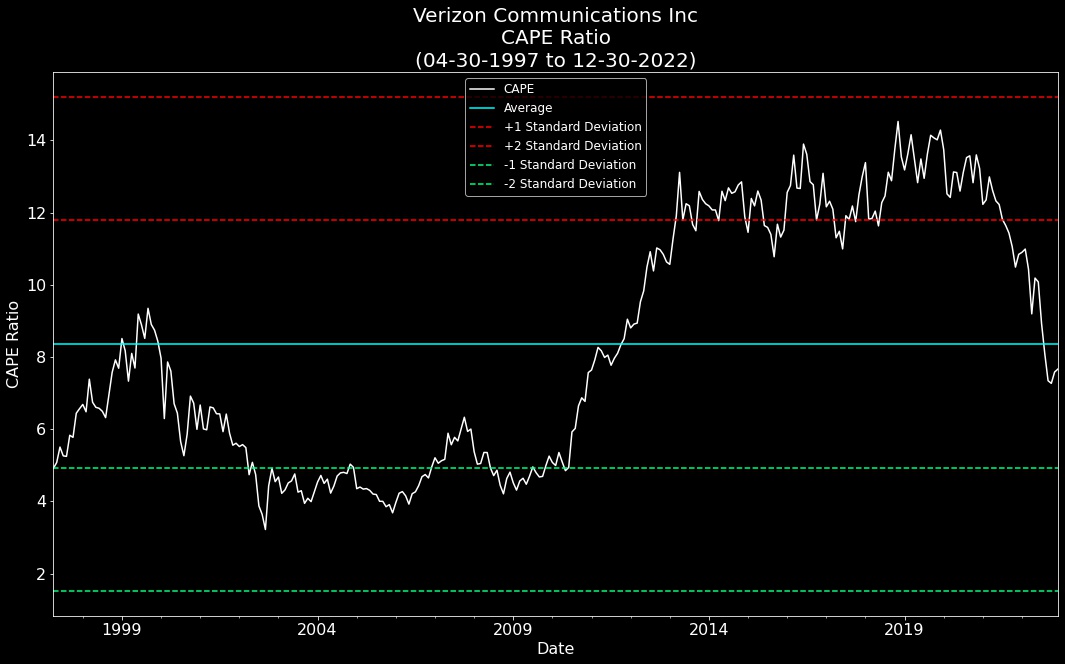 Verizon Communications Inc
CAPE Ratio
(04-30-1997 to 12-30-2022)
CAPE
Average
+1 Standard Deviation
+2 Standard Deviation
-1 Standard Deviation
-2 Standard Deviation
14
12
10
8
6
4
2
CAPE Ratio
1999 2004 2009 2014 2019
Date